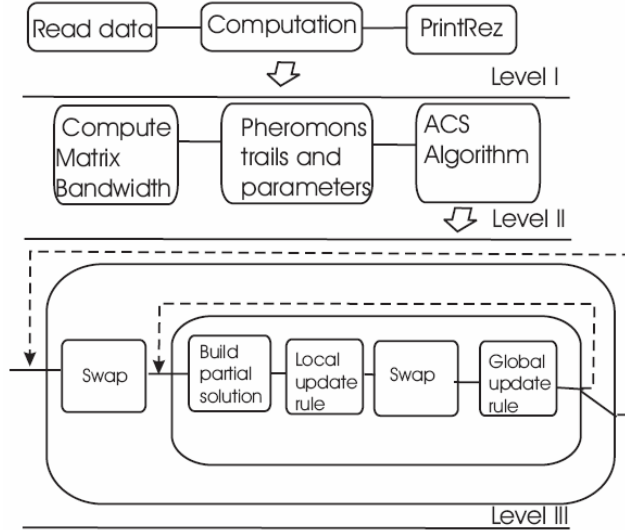 Read data
Computation
PrintRez
Level I
Compute
Matrix
Bandwidth
Pheromons
trails and
parameters
ACS
Algorithm
Level II
Swap
Build
partial
solution
Local
update
rule
Swap
Global
update
rule
Level III